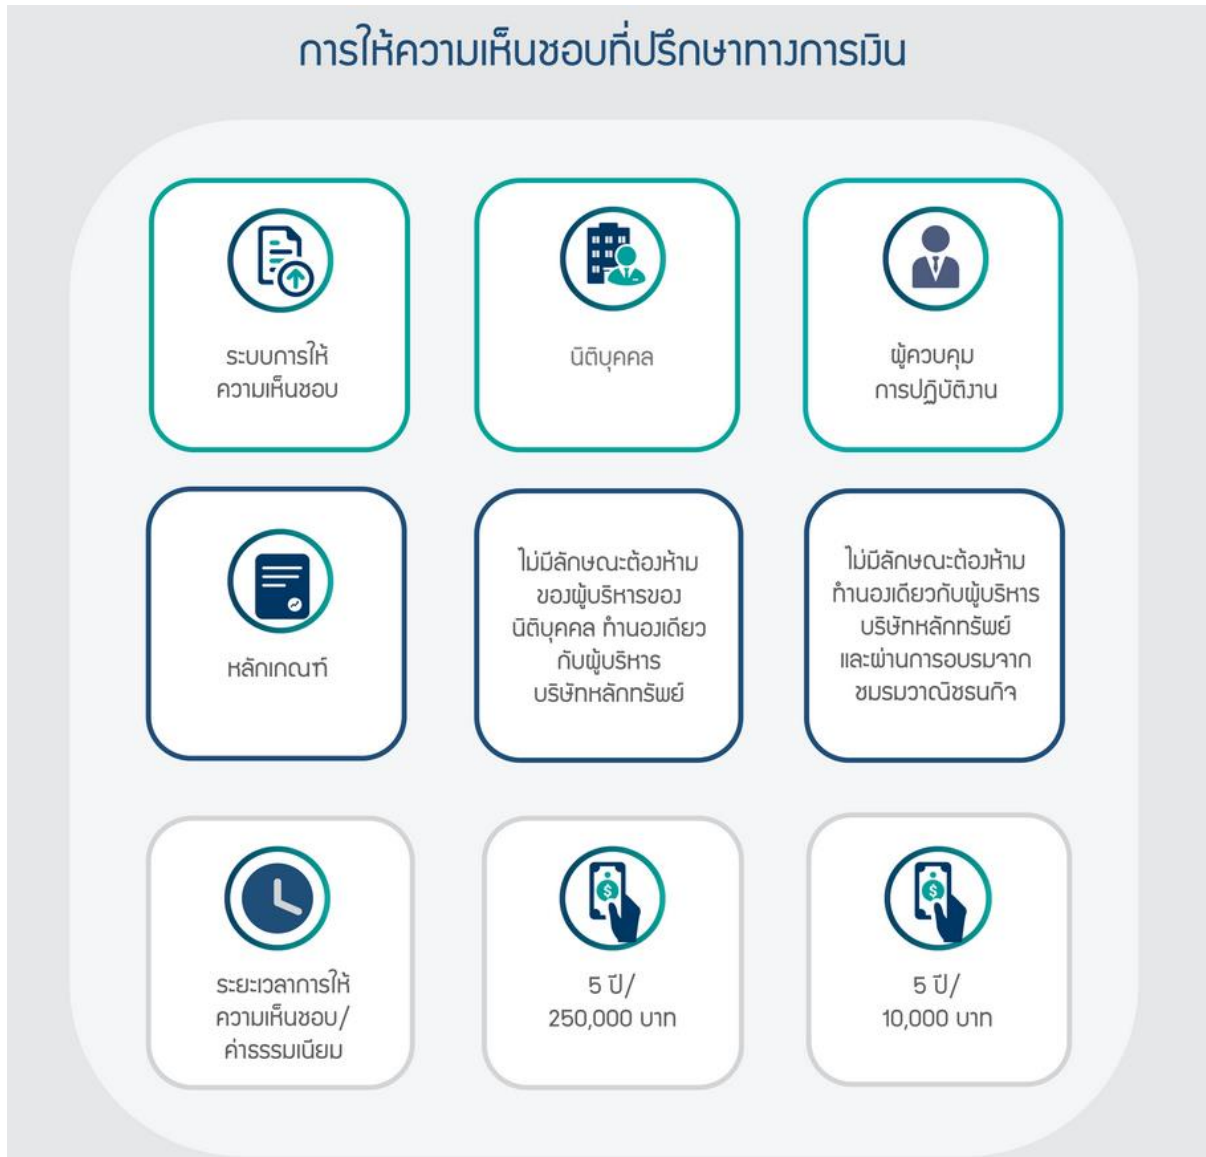 การให้ความเห็นชอบที่ปรึกษาทางการเงิน
ระบบการให้
ความเห็นชอบ
นิติบุคคล
ผู้ควบคุม
การปฏิบัติงาน
หลักเกณฑ์
ไม่มีลักษณะต้องห้าม
ของผู้บริหารของ
นิติบุคคล ทำนองเดียว
กับผู้บริหาร
บริษัทหลักทรัพย์
ไม่มีลักษณะต้องห้าม
ทำนองเดียวกับผู้บริหาร
บริษัทหลักทรัพย์
และผ่านการอบรมจาก
ชมรมวาณิชธนกิจ
ระยะเวลาการให้
ความเห็นชอบ/
ค่าธรรมเนียม
5 ปี/
250,000 บาท
5 ปี/
10,000 บาท